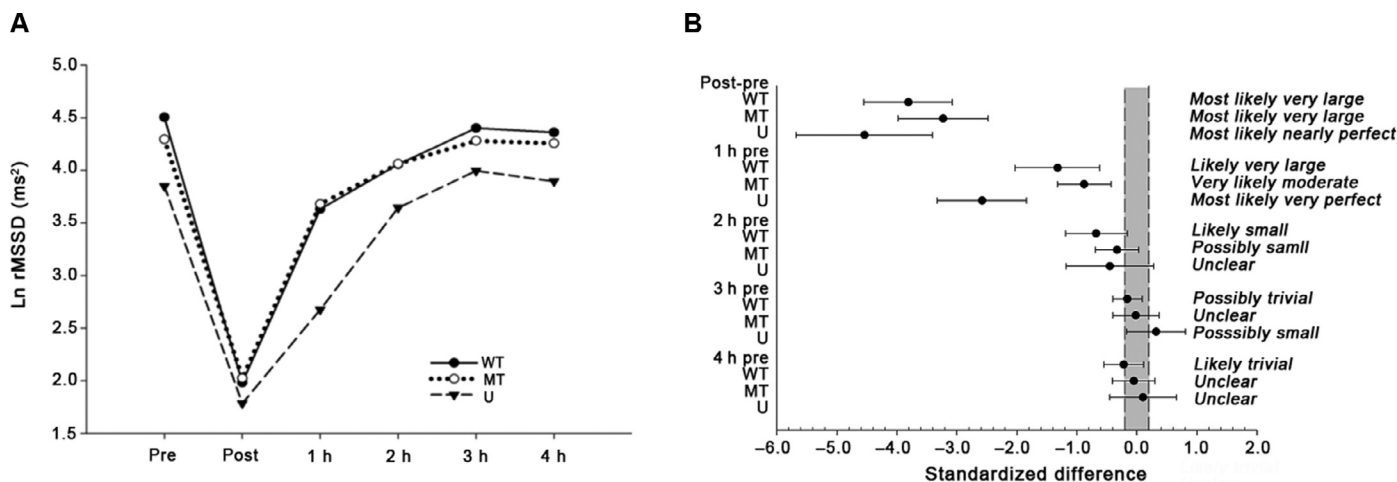 A
B
5.0
4.5
4.0
3.5
3.0
2.5
2.0
1.5
Ln rMSSD (ms²)
WT
MT
U
Pre Post 1 h 2 h 3 h 4 h
Post-pre
WT Most likely very large
MT Most likely very large
U Most likely nearly perfect
1 h pre
WT Likely very large
MT Very likely moderate
U Most likely very perfect
2 h pre
WT Likely small
MT Possibly samll
U Unclear
3 h pre
WT Possibly trivial
MT Unclear
U Posssibly small
4 h pre
WT Likely trivial
MT Unclear
U Unclear
–6.0 –5.0 –4.0 –3.0 –2.0 –1.0 0.0 1.0 2.0
Standardized difference